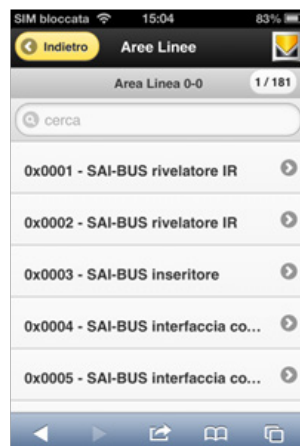 SIM bloccata 15:04 83%
Indietro Aree Linee
Area Linea 0-0 1 / 181
cerca
0x0001 - SAI-BUS rivelatore IR
0x0002 - SAI-BUS rivelatore IR
0x0003 - SAI-BUS inseritore
0x0004 - SAI-BUS interfaccia co...
0x0005 - SAI-BUS interfaccia co...